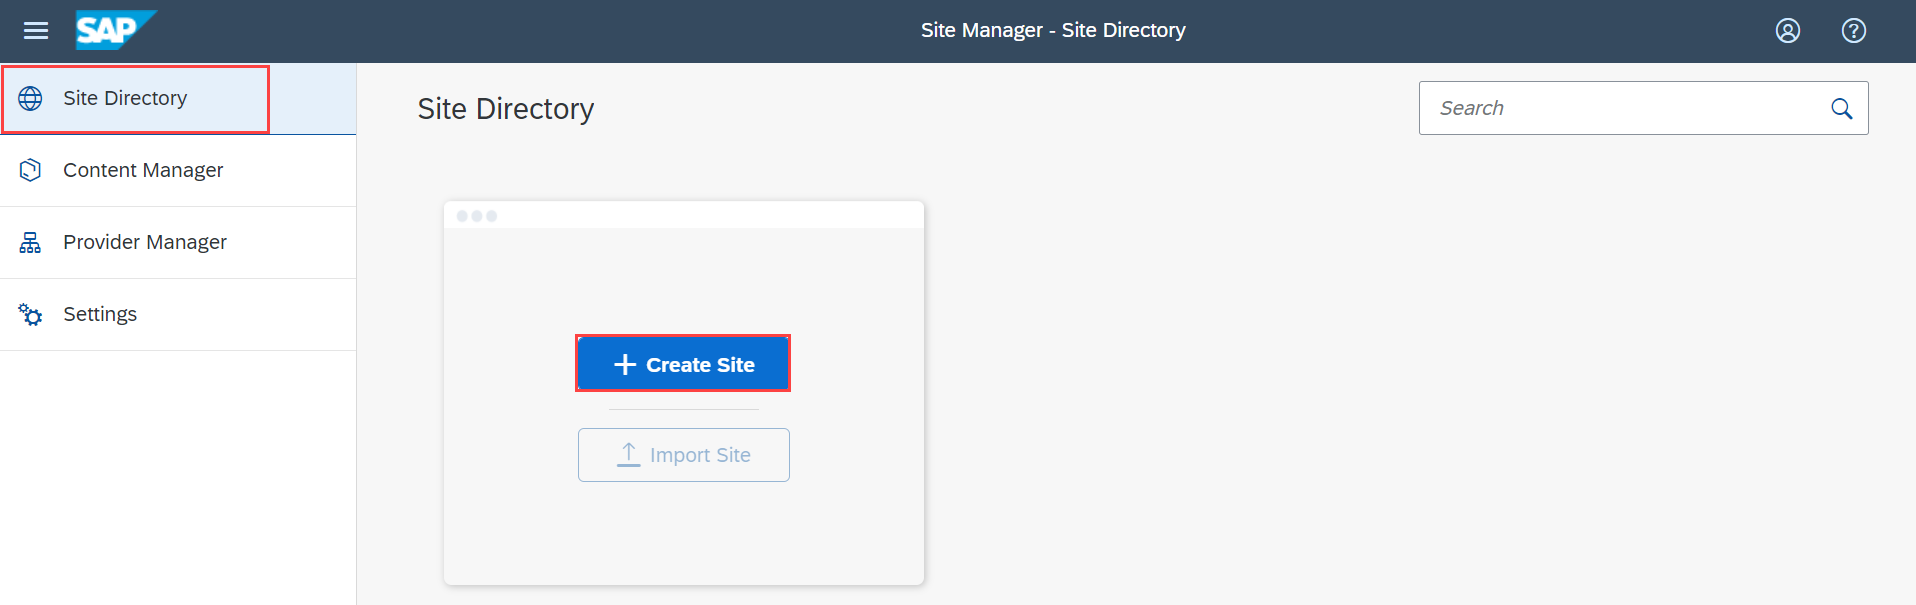 SAP
Site Manager - Site Directory
Site Directory
Content Manager
Provider Manager
Settings
Site Directory
Search
Create Site
Import Site